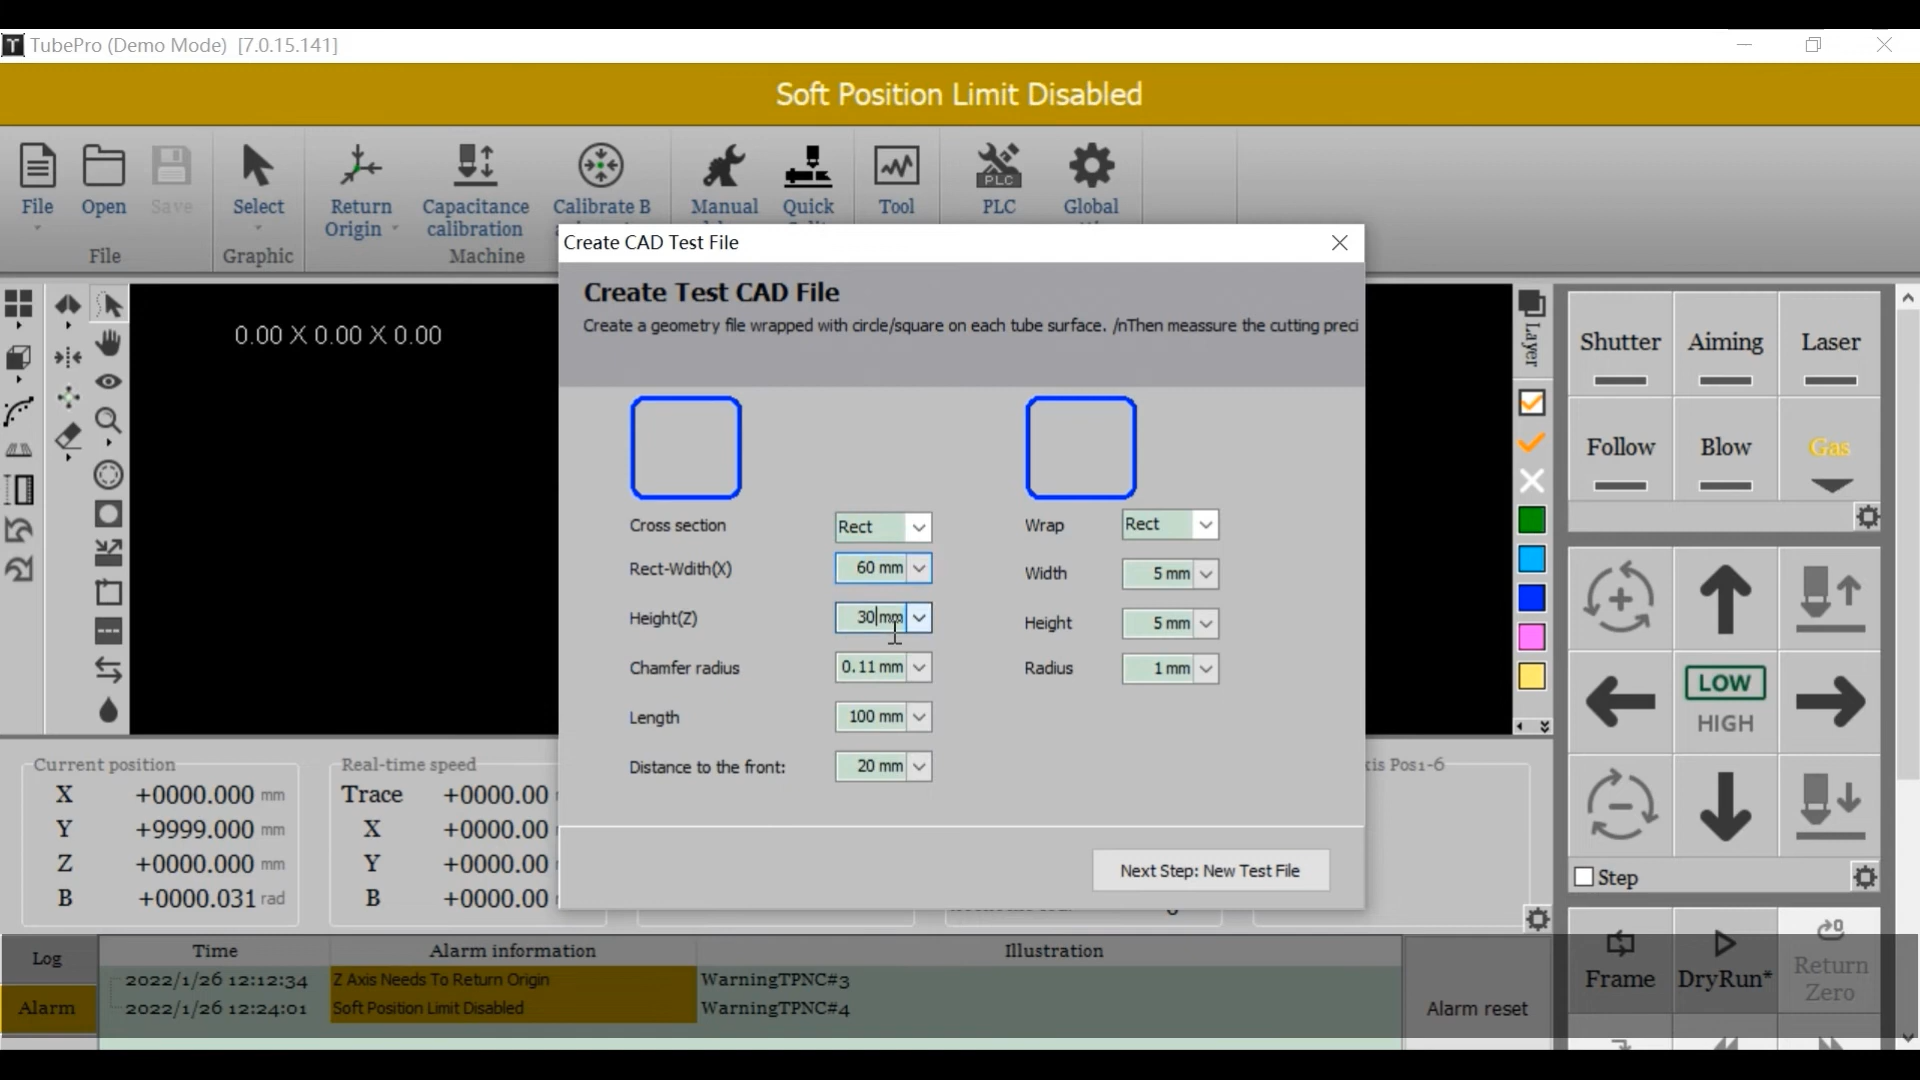 TubePro (Demo Mode) [7.0.15.141]
Soft Position Limit Disabled
File
Open
Save
Select
Return
Origin
Capacitance
calibration
Calibrate B
Manual
Quick
Tool
PLC
PLC
Global
File
Graphic
Machine
Create CAD Test File
Create Test CAD File
Create a geometry file wrapped with circle/square on each tube surface. /nThen meassure the cutting preci
0.00 X 0.00 X 0.00
Layer
Cross section Rect
Rect-Wdith(X) 60 mm
Height(Z) 30 mm
Chamfer radius 0.11 mm
Length 100 mm
Distance to the front: 20 mm
Wrap Rect
Width 5 mm
Height 5 mm
Radius 1 mm
Next Step: New Test File
Shutter Aiming Laser
Follow Blow Gas
LOW
HIGH
Step
Frame DryRun* Return
Zero
Current position
X +0000.000 mm
Y +9999.000 mm
Z +0000.000 mm
B +0000.031 rad
Real-time speed
Trace +0000.00
X +0000.00
Y +0000.00
B +0000.00
xis Pos1-6
Log
Alarm
Time Alarm information Illustration
2022/1/26 12:12:34 Z Axis Needs To Return Origin WarningTPNC#3
2022/1/26 12:24:01 Soft Position Limit Disabled WarningTPNC#4
Alarm reset